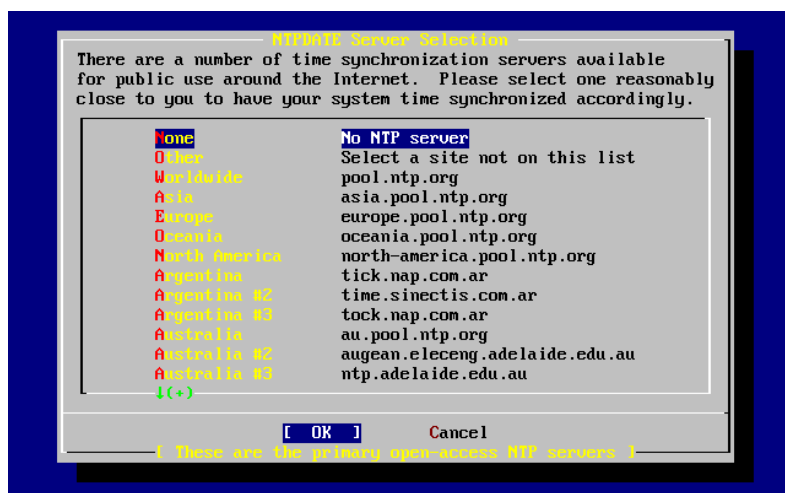 NTPDATE Server Selection
There are a number of time synchronization servers available
for public use around the Internet.  Please select one reasonably
close to you to have your system time synchronized accordingly.
None No NTP server
Other Select a site not on this list
Worldwide pool.ntp.org
Asia asia.pool.ntp.org
Europe europe.pool.ntp.org
Oceania oceania.pool.ntp.org
North America north-america.pool.ntp.org
Argentina tick.nap.com.ar
Argentina #2 time.sinectis.com.ar
Argentina #3 tock.nap.com.ar
Australia au.pool.ntp.org
Australia #2 augean.eleceng.adelaide.edu.au
Australia #3 ntp.adelaide.edu.au
↓(+)
[ OK ] Cancel
[ These are the primary open-access NTP servers ]